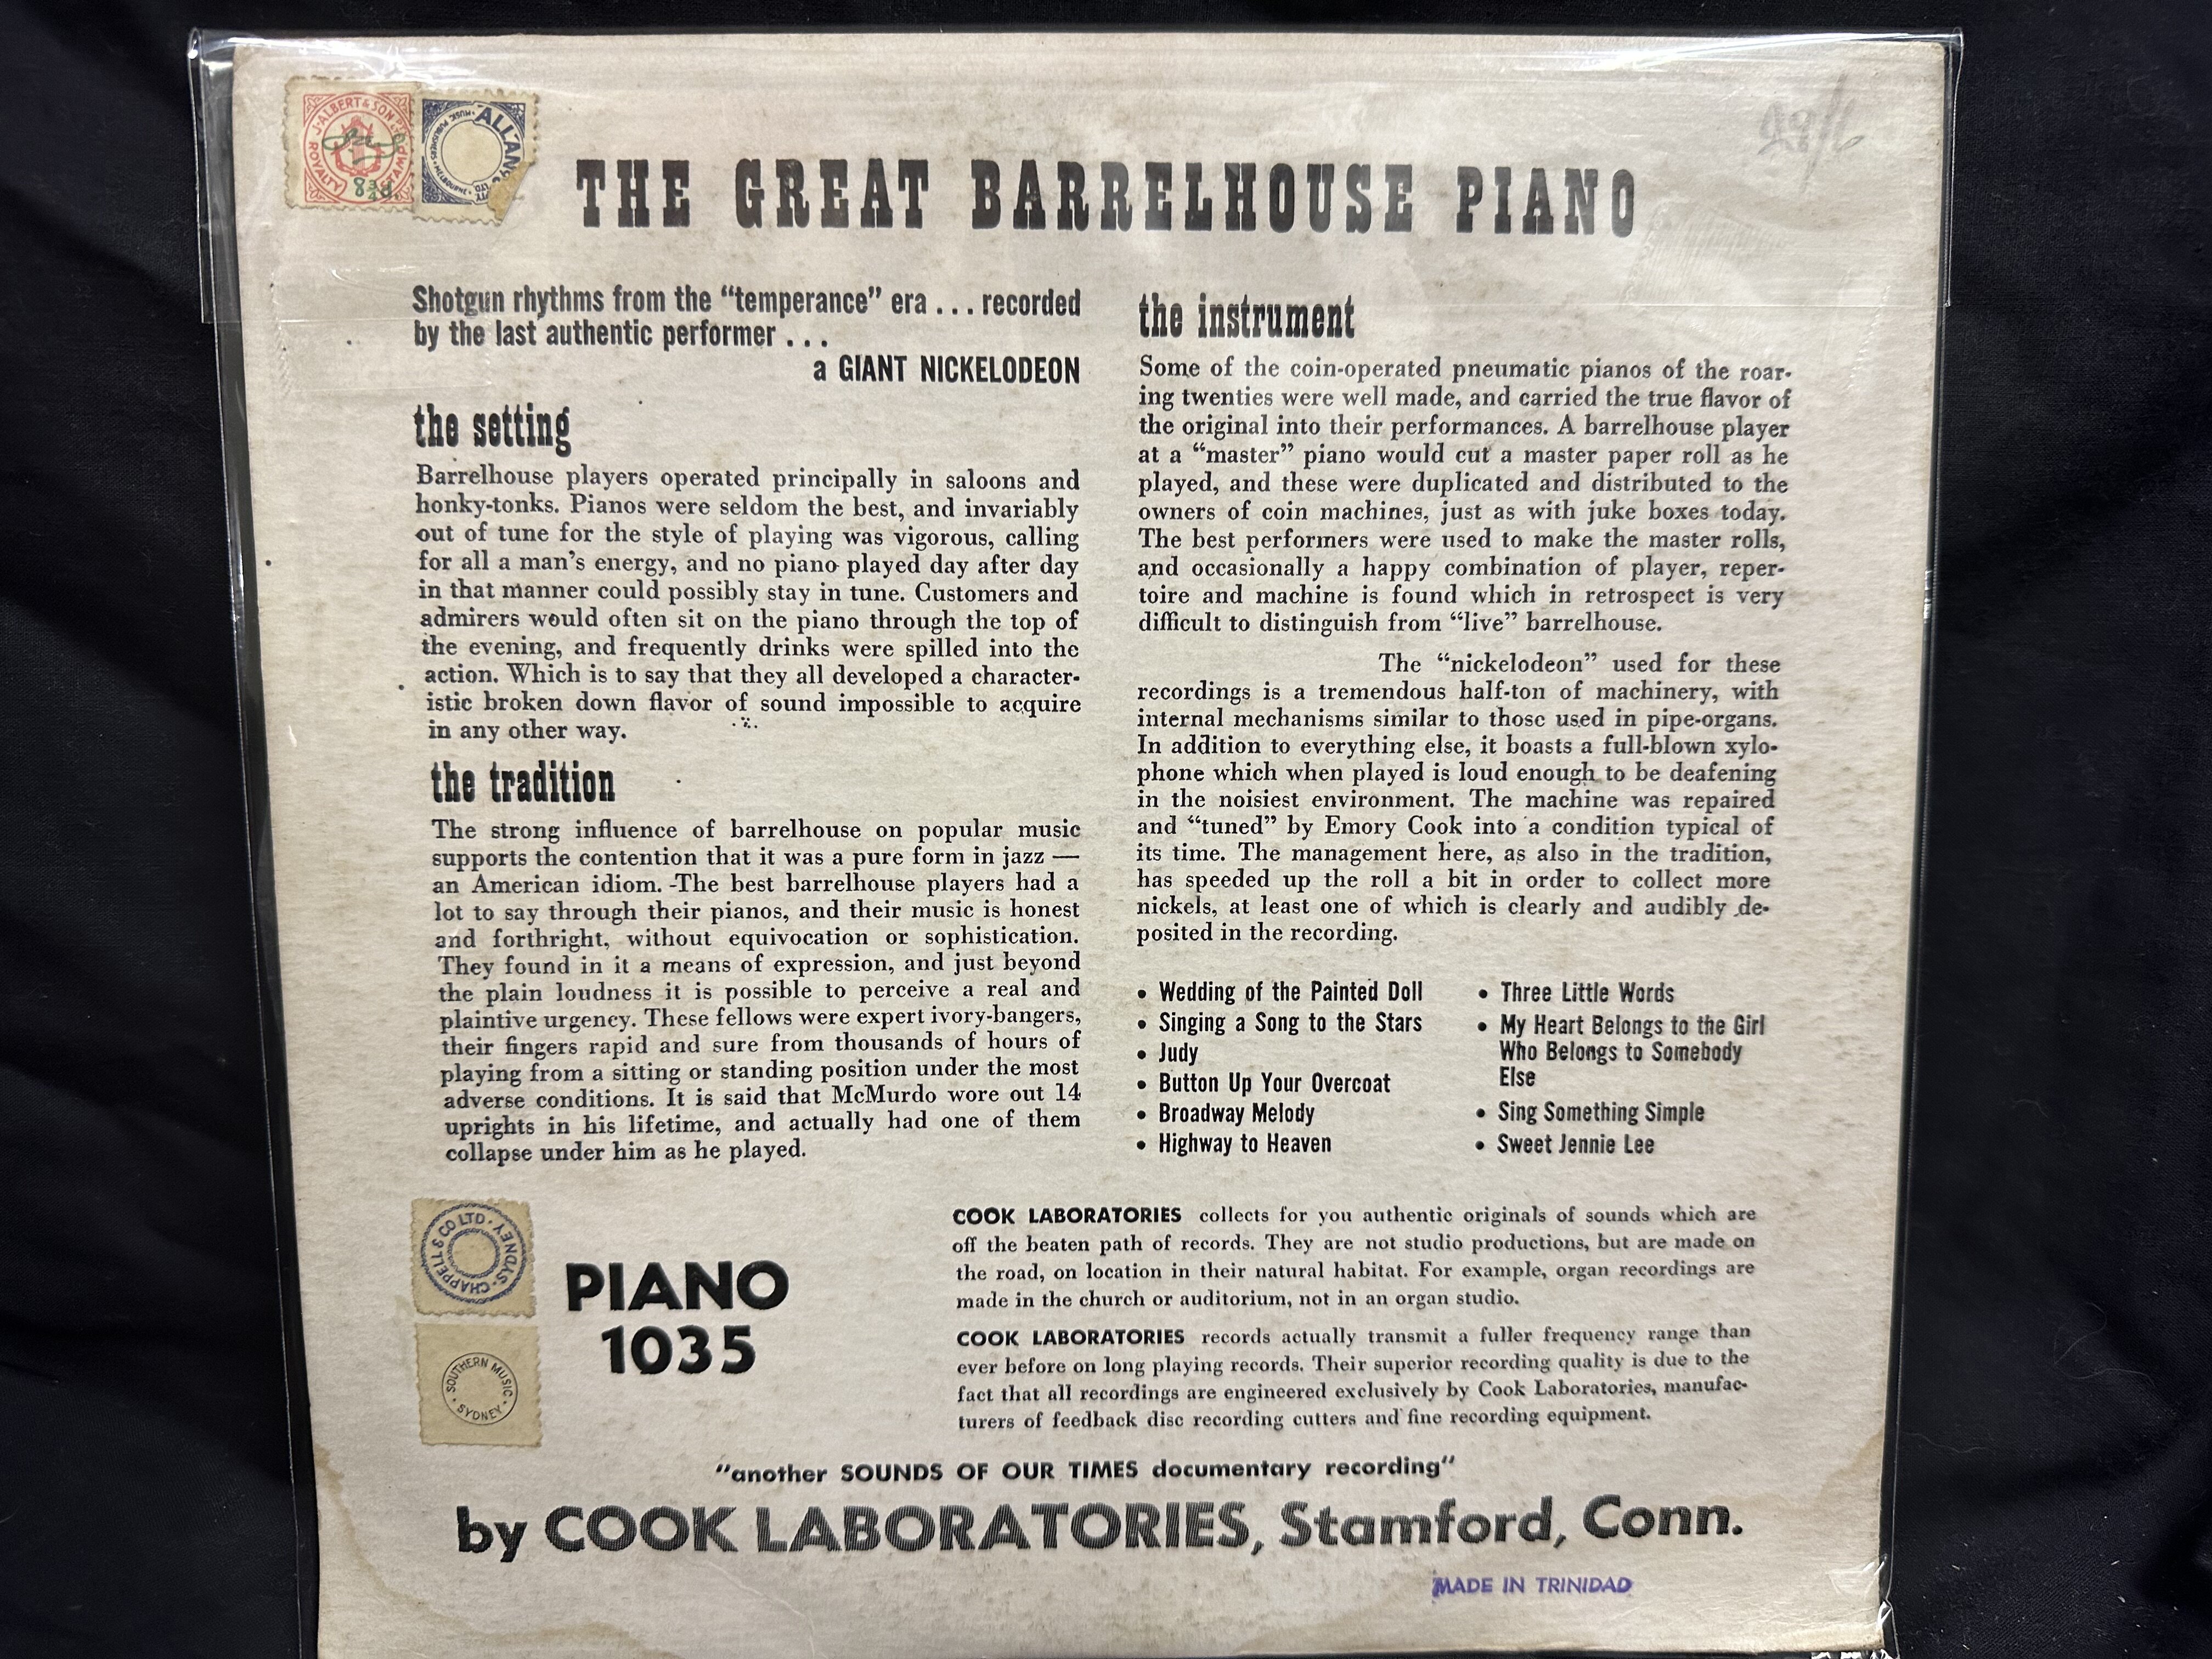 J. ALBERT & SON PTY LTD
ROYALTY STAMP
8¾d.
ALLAN & CO PTY LTD
MUSIC PUBLISHERS · MELBOURNE
29/6
THE GREAT BARRELHOUSE PIANO
Shotgun rhythms from the “temperance” era . . . recorded
by the last authentic performer . . .
a GIANT NICKELODEON
the setting
Barrelhouse players operated principally in saloons and
honky-tonks. Pianos were seldom the best, and invariably
out of tune for the style of playing was vigorous, calling
for all a man’s energy, and no piano played day after day
in that manner could possibly stay in tune. Customers and
admirers would often sit on the piano through the top of
the evening, and frequently drinks were spilled into the
action. Which is to say that they all developed a character-
istic broken down flavor of sound impossible to acquire
in any other way.
the tradition
The strong influence of barrelhouse on popular music
supports the contention that it was a pure form in jazz —
an American idiom. -The best barrelhouse players had a
lot to say through their pianos, and their music is honest
and forthright, without equivocation or sophistication.
They found in it a means of expression, and just beyond
the plain loudness it is possible to perceive a real and
plaintive urgency. These fellows were expert ivory-bangers,
their fingers rapid and sure from thousands of hours of
playing from a sitting or standing position under the most
adverse conditions. It is said that McMurdo wore out 14
uprights in his lifetime, and actually had one of them
collapse under him as he played.
the instrument
Some of the coin-operated pneumatic pianos of the roar-
ing twenties were well made, and carried the true flavor of
the original into their performances. A barrelhouse player
at a “master” piano would cut a master paper roll as he
played, and these were duplicated and distributed to the
owners of coin machines, just as with juke boxes today.
The best performers were used to make the master rolls,
and occasionally a happy combination of player, reper-
toire and machine is found which in retrospect is very
difficult to distinguish from “live” barrelhouse.
The “nickelodeon” used for these
recordings is a tremendous half-ton of machinery, with
internal mechanisms similar to those used in pipe-organs.
In addition to everything else, it boasts a full-blown xylo-
phone which when played is loud enough to be deafening
in the noisiest environment. The machine was repaired
and “tuned” by Emory Cook into a condition typical of
its time. The management here, as also in the tradition,
has speeded up the roll a bit in order to collect more
nickels, at least one of which is clearly and audibly de-
posited in the recording.
• Wedding of the Painted Doll
• Singing a Song to the Stars
• Judy
• Button Up Your Overcoat
• Broadway Melody
• Highway to Heaven
• Three Little Words
• My Heart Belongs to the Girl
Who Belongs to Somebody
Else
• Sing Something Simple
• Sweet Jennie Lee
CHAPPELL & CO LTD · SYDNEY
SOUTHERN MUSIC
SYDNEY
PIANO
1035
COOK LABORATORIES collects for you authentic originals of sounds which are
off the beaten path of records. They are not studio productions, but are made on
the road, on location in their natural habitat. For example, organ recordings are
made in the church or auditorium, not in an organ studio.
COOK LABORATORIES records actually transmit a fuller frequency range than
ever before on long playing records. Their superior recording quality is due to the
fact that all recordings are engineered exclusively by Cook Laboratories, manufac-
turers of feedback disc recording cutters and fine recording equipment.
“another SOUNDS OF OUR TIMES documentary recording”
by COOK LABORATORIES, Stamford, Conn.
MADE IN TRINIDAD